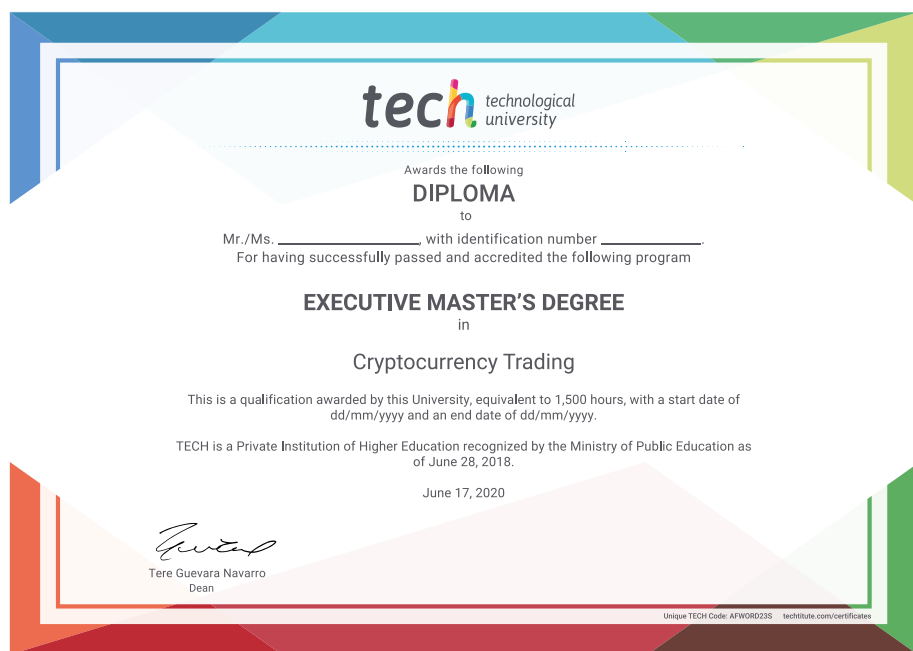 tech technological
university
Awards the following
DIPLOMA
to
Mr./Ms. ____________________, with identification number ______________.
For having successfully passed and accredited the following program
EXECUTIVE MASTER'S DEGREE
in
Cryptocurrency Trading
This is a qualification awarded by this University, equivalent to 1,500 hours, with a start date of
dd/mm/yyyy and an end date of dd/mm/yyyy.
TECH is a Private Institution of Higher Education recognized by the Ministry of Public Education as
of June 28, 2018.
June 17, 2020
Tere Guevara Navarro
Dean
Unique TECH Code: AFWORD23S techtitute.com/certificates